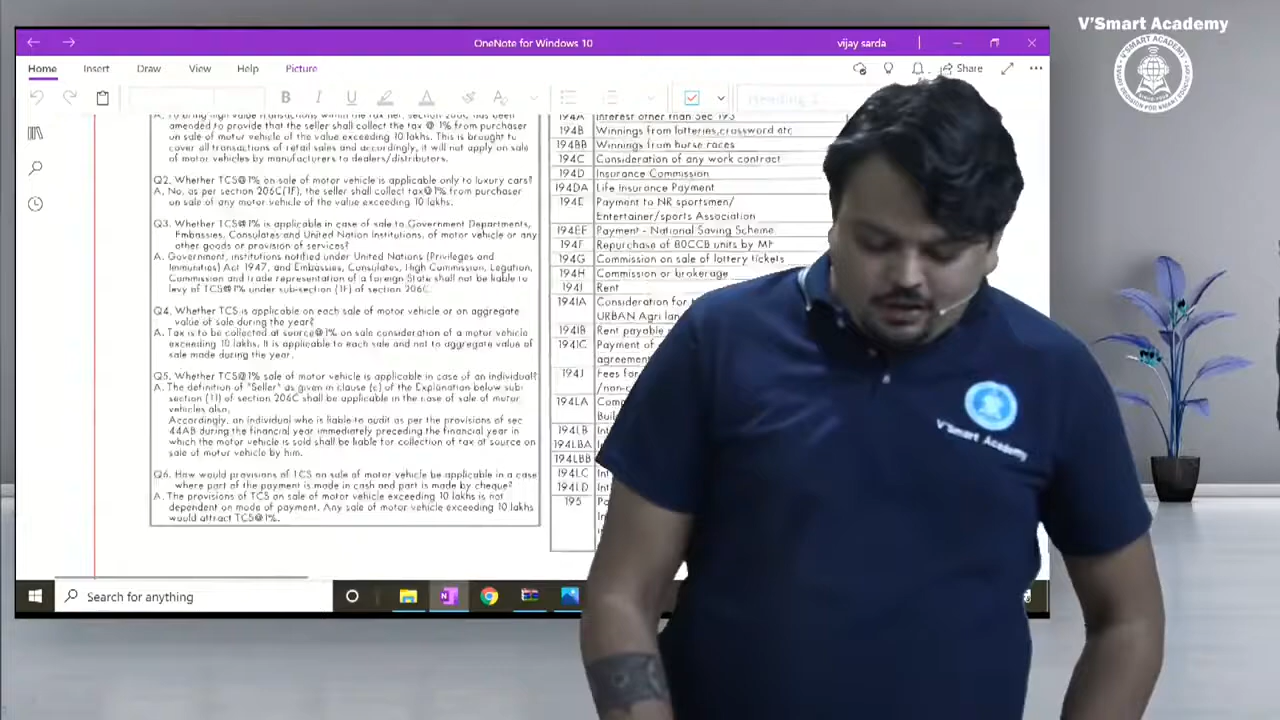 V'Smart Academy
OneNote for Windows 10
vijay sarda
Home Insert Draw View Help Picture
Share
B I U A
Heading 1
amended to provide that the seller shall collect the tax @ 1% from purchaser
on sale of motor vehicle of the value exceeding 10 lakhs. This is brought to
cover all transactions of retail sales and accordingly, it will not apply on sale
of motor vehicles by manufacturers to dealers/distributors.
Q2. Whether TCS@1% on sale of motor vehicle is applicable only to luxury cars?
A. No. as per section 206C(1F), the seller shall collect tax@1% from purchaser
on sale of any motor vehicle of the value exceeding 10 lakhs.
Q3. Whether TCS@1% is applicable in case of sale to Government Departments,
Embassies, Consulates and United Nation Institutions, of motor vehicle or any
other goods or provision of services?
A. Government, institutions notified under United Nations (Privileges and
Immunities) Act 1947, and Embassies, Consulates, High Commission, Legation,
Commission and trade representation of a foreign State shall not be liable to
levy of TCS@1% under sub-section (1F) of section 206C.
Q4. Whether TCS is applicable on each sale of motor vehicle or on aggregate
value of sale during the year?
A. Tax is to be collected at source@1% on sale consideration of a motor vehicle
exceeding 10 lakhs. It is applicable to each sale and not to aggregate value of
sale made during the year.
Q5. Whether TCS@1% sale of motor vehicle is applicable in case of an individual?
A. The definition of "Seller" as given in clause (c) of the Explanation below sub-
section (11) of section 206C shall be applicable in the case of sale of motor
vehicles also.
Accordingly, an individual who is liable to audit as per the provisions of sec
44AB during the financial year immediately preceding the financial year in
which the motor vehicle is sold shall be liable for collection of tax at source on
sale of motor vehicle by him.
Q6. How would provisions of TCS on sale of motor vehicle be applicable in a case
where part of the payment is made in cash and part is made by cheque?
A. The provisions of TCS on sale of motor vehicle exceeding 10 lakhs is not
dependent on mode of payment. Any sale of motor vehicle exceeding 10 lakhs
would attract TCS@1%.
194A Interest other than Sec 193
194B Winnings from lotteries,crossword etc
194BB Winnings from horse races
194C Consideration of any work contract
194D Insurance Commission
194DA Life Insurance Payment
194E Payment to NR sportsmen/
Entertainer/sports Association
194EE Payment - National Saving Scheme
194F Repurchase of 80CCB units by MF
194G Commission on sale of lottery tickets
194H Commission or brokerage
194I Rent
194IA Consideration for
URBAN Agri lan
194IB Rent payable
194IC Payment of
agreement
194J Fees for
194LA Comp
194LB
194LBA
194LBB
194LC
194LD
195
Search for anything
V'Smart Academy